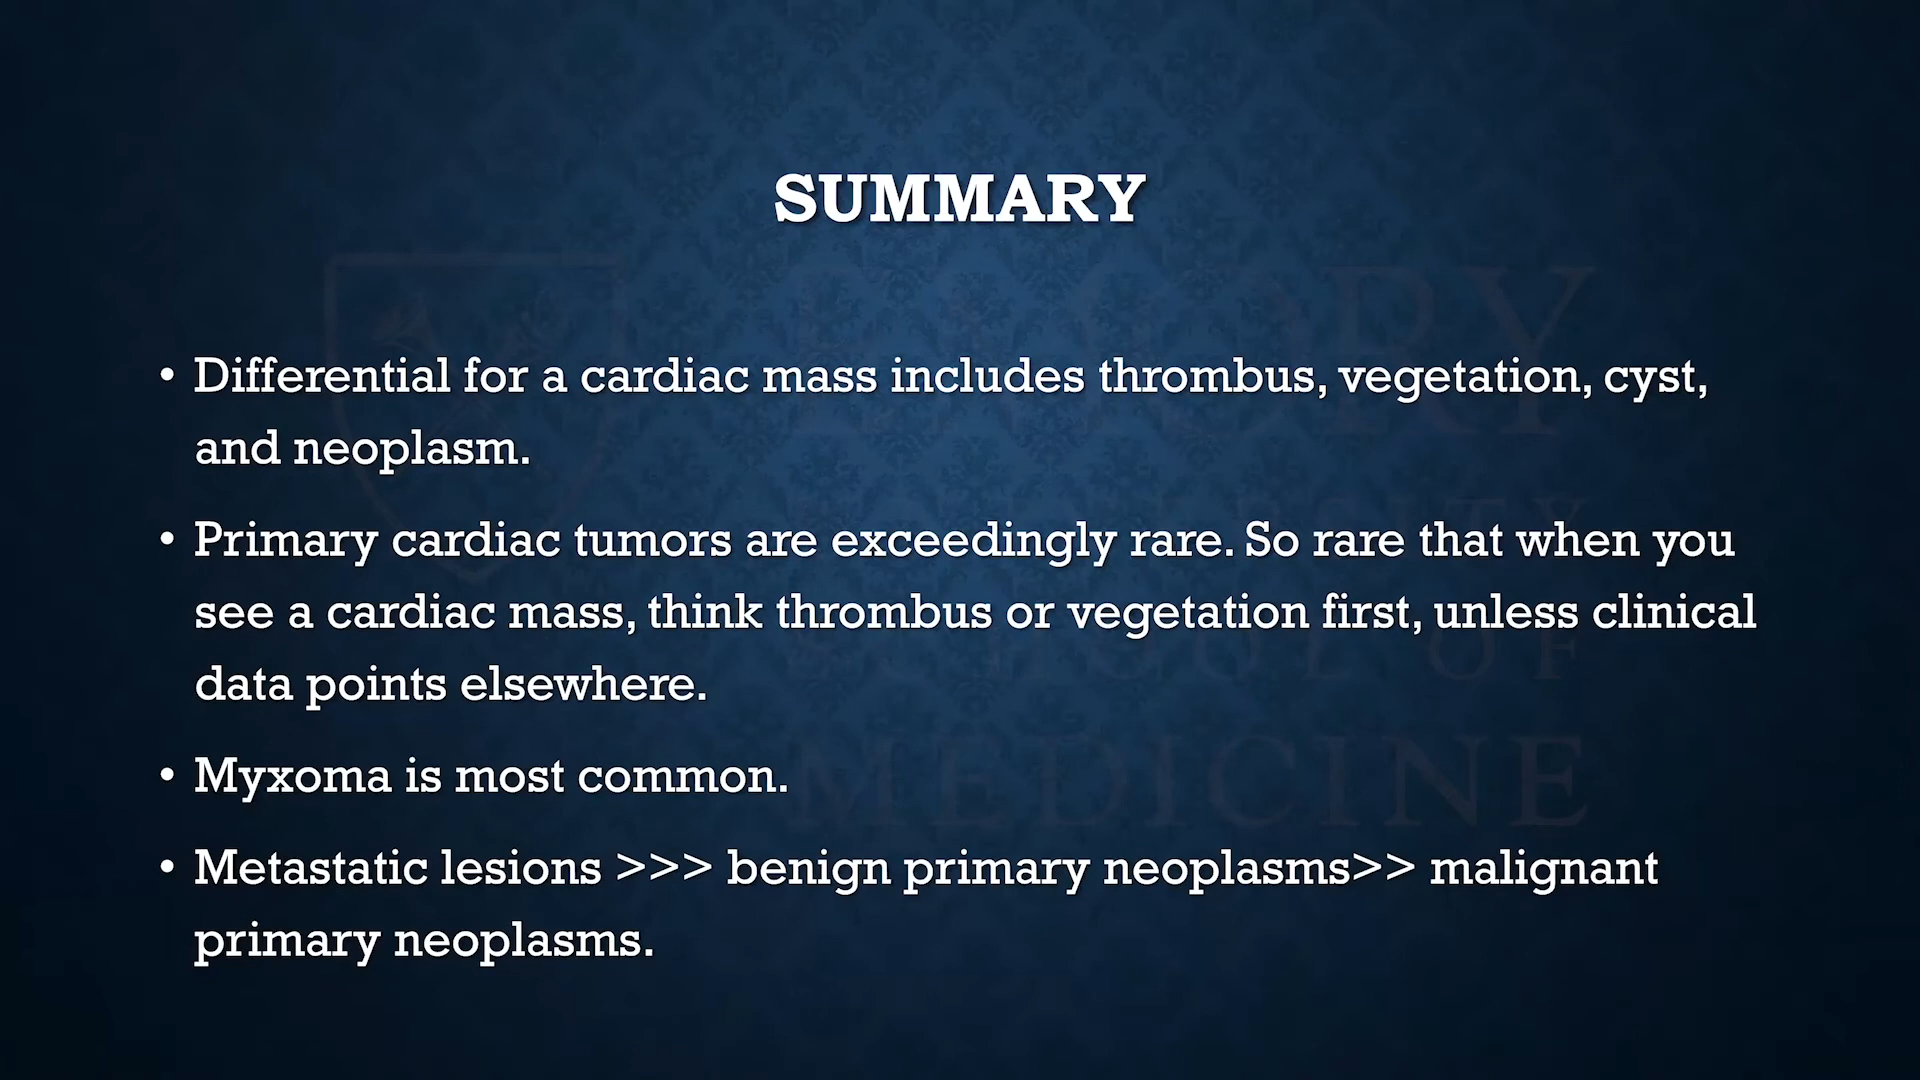 SUMMARY
• Differential for a cardiac mass includes thrombus, vegetation, cyst,
and neoplasm.
• Primary cardiac tumors are exceedingly rare. So rare that when you
see a cardiac mass, think thrombus or vegetation first, unless clinical
data points elsewhere.
• Myxoma is most common.
• Metastatic lesions >>> benign primary neoplasms>> malignant
primary neoplasms.
MEDICINE